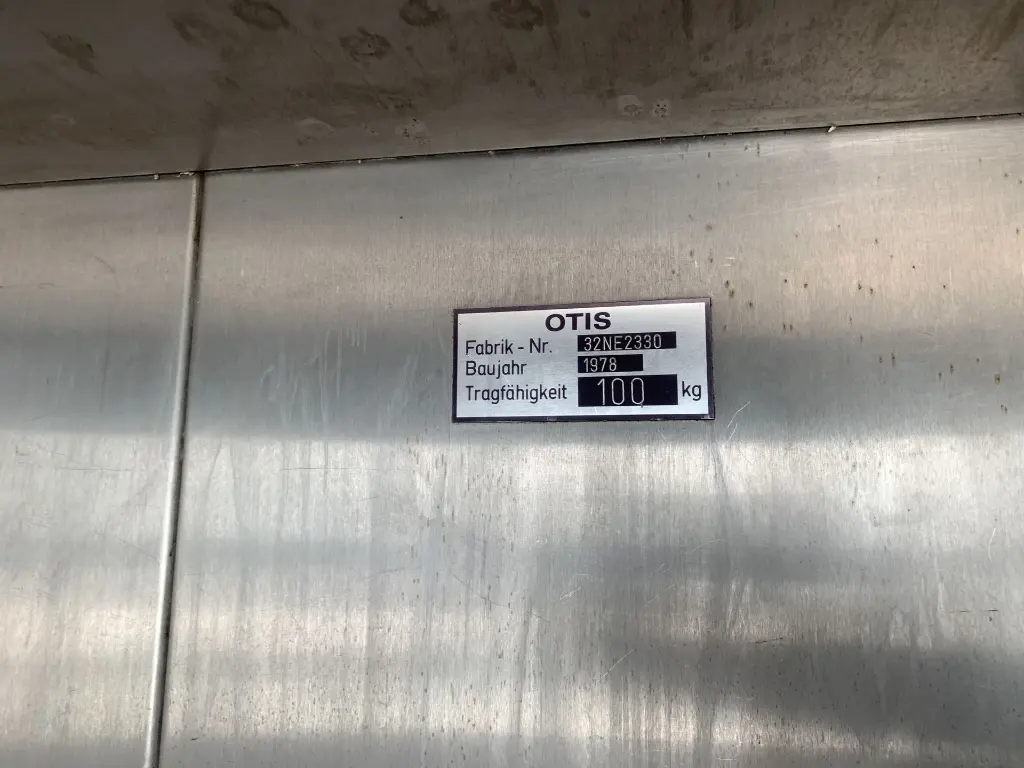 OTIS
Fabrik - Nr. 32NE2330
Baujahr 1978
Tragfähigkeit 100 kg